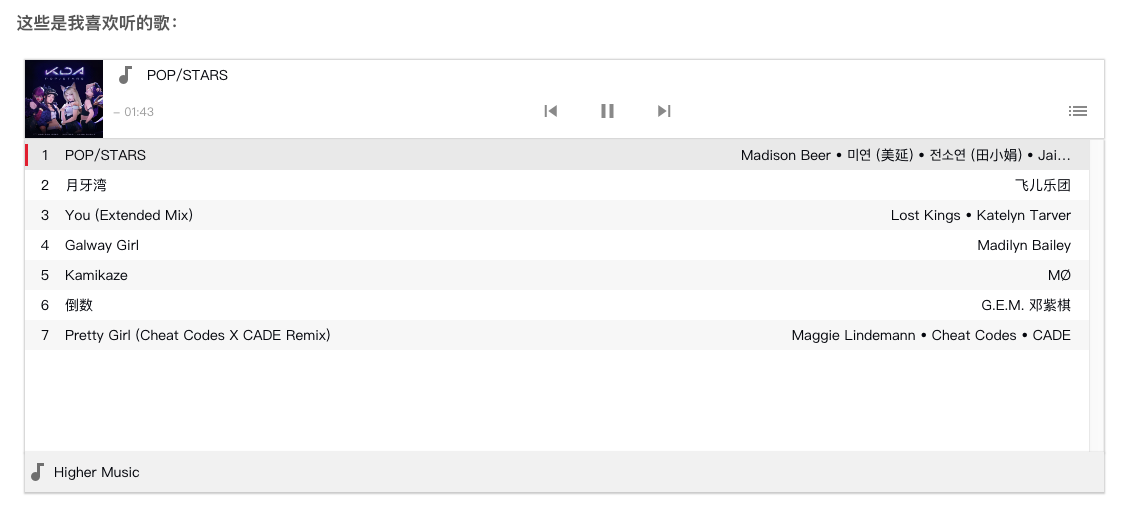 这些是我喜欢听的歌：
KDA
POP/STARS
POP/STARS
– 01:43
1 POP/STARS Madison Beer • 미연 (美延) • 전소연 (田小娟) • Jai...
2 月牙湾 飞儿乐团
3 You (Extended Mix) Lost Kings • Katelyn Tarver
4 Galway Girl Madilyn Bailey
5 Kamikaze MØ
6 倒数 G.E.M. 邓紫棋
7 Pretty Girl (Cheat Codes X CADE Remix) Maggie Lindemann • Cheat Codes • CADE
Higher Music